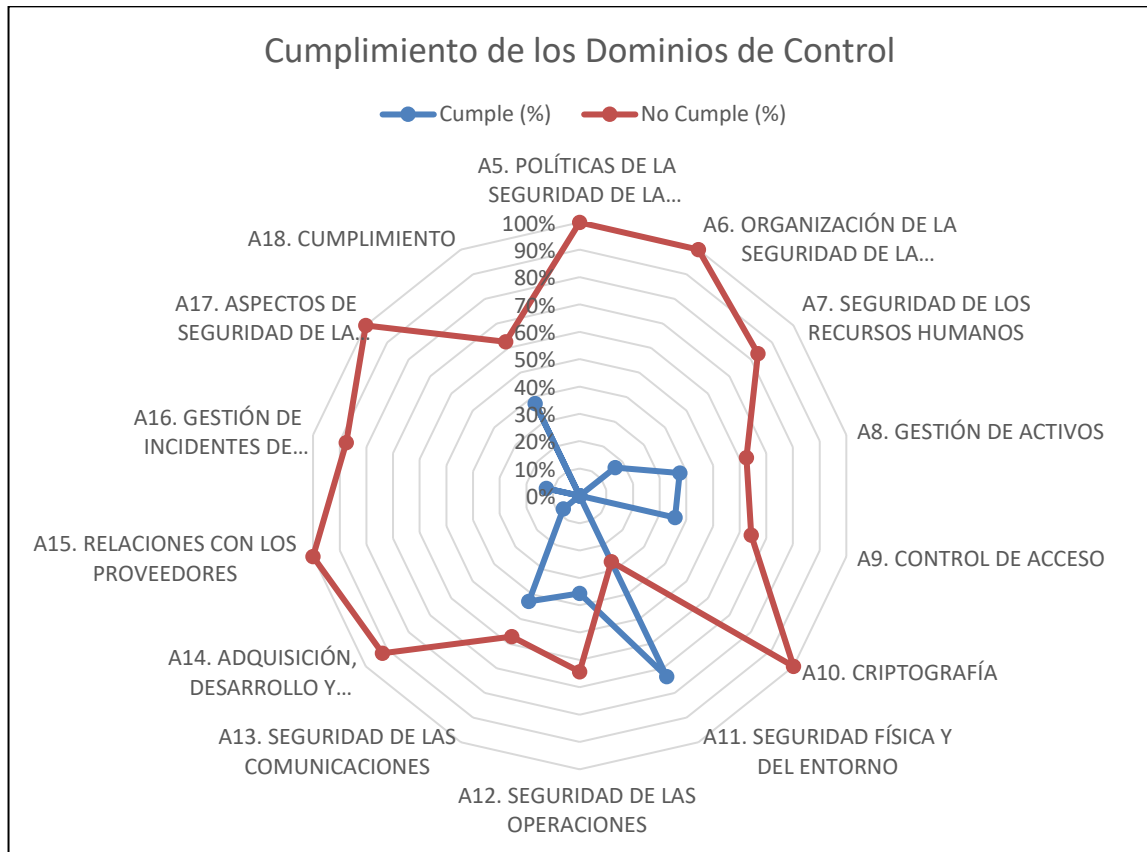 Cumplimiento de los Dominios de Control
Cumple (%)
No Cumple (%)
A5. POLÍTICAS DE LA
SEGURIDAD DE LA...
A6. ORGANIZACIÓN DE LA
SEGURIDAD DE LA...
A7. SEGURIDAD DE LOS
RECURSOS HUMANOS
A8. GESTIÓN DE ACTIVOS
A9. CONTROL DE ACCESO
A10. CRIPTOGRAFÍA
A11. SEGURIDAD FÍSICA Y
DEL ENTORNO
A12. SEGURIDAD DE LAS
OPERACIONES
A13. SEGURIDAD DE LAS
COMUNICACIONES
A14. ADQUISICIÓN,
DESARROLLO Y...
A15. RELACIONES CON LOS
PROVEEDORES
A16. GESTIÓN DE
INCIDENTES DE...
A17. ASPECTOS DE
SEGURIDAD DE LA...
A18. CUMPLIMIENTO
100%
90%
80%
70%
60%
50%
40%
30%
20%
10%
0%